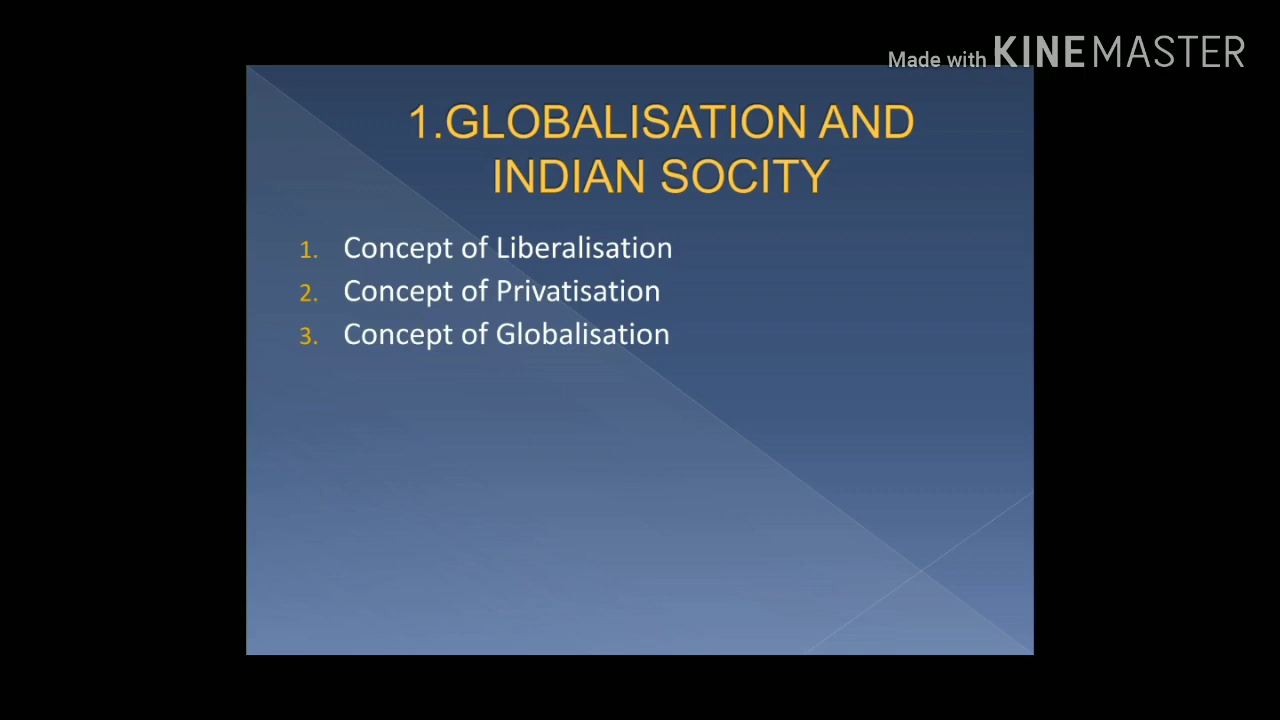 Made with KINEMASTER
1.GLOBALISATION AND
INDIAN SOCITY
1. Concept of Liberalisation
2. Concept of Privatisation
3. Concept of Globalisation